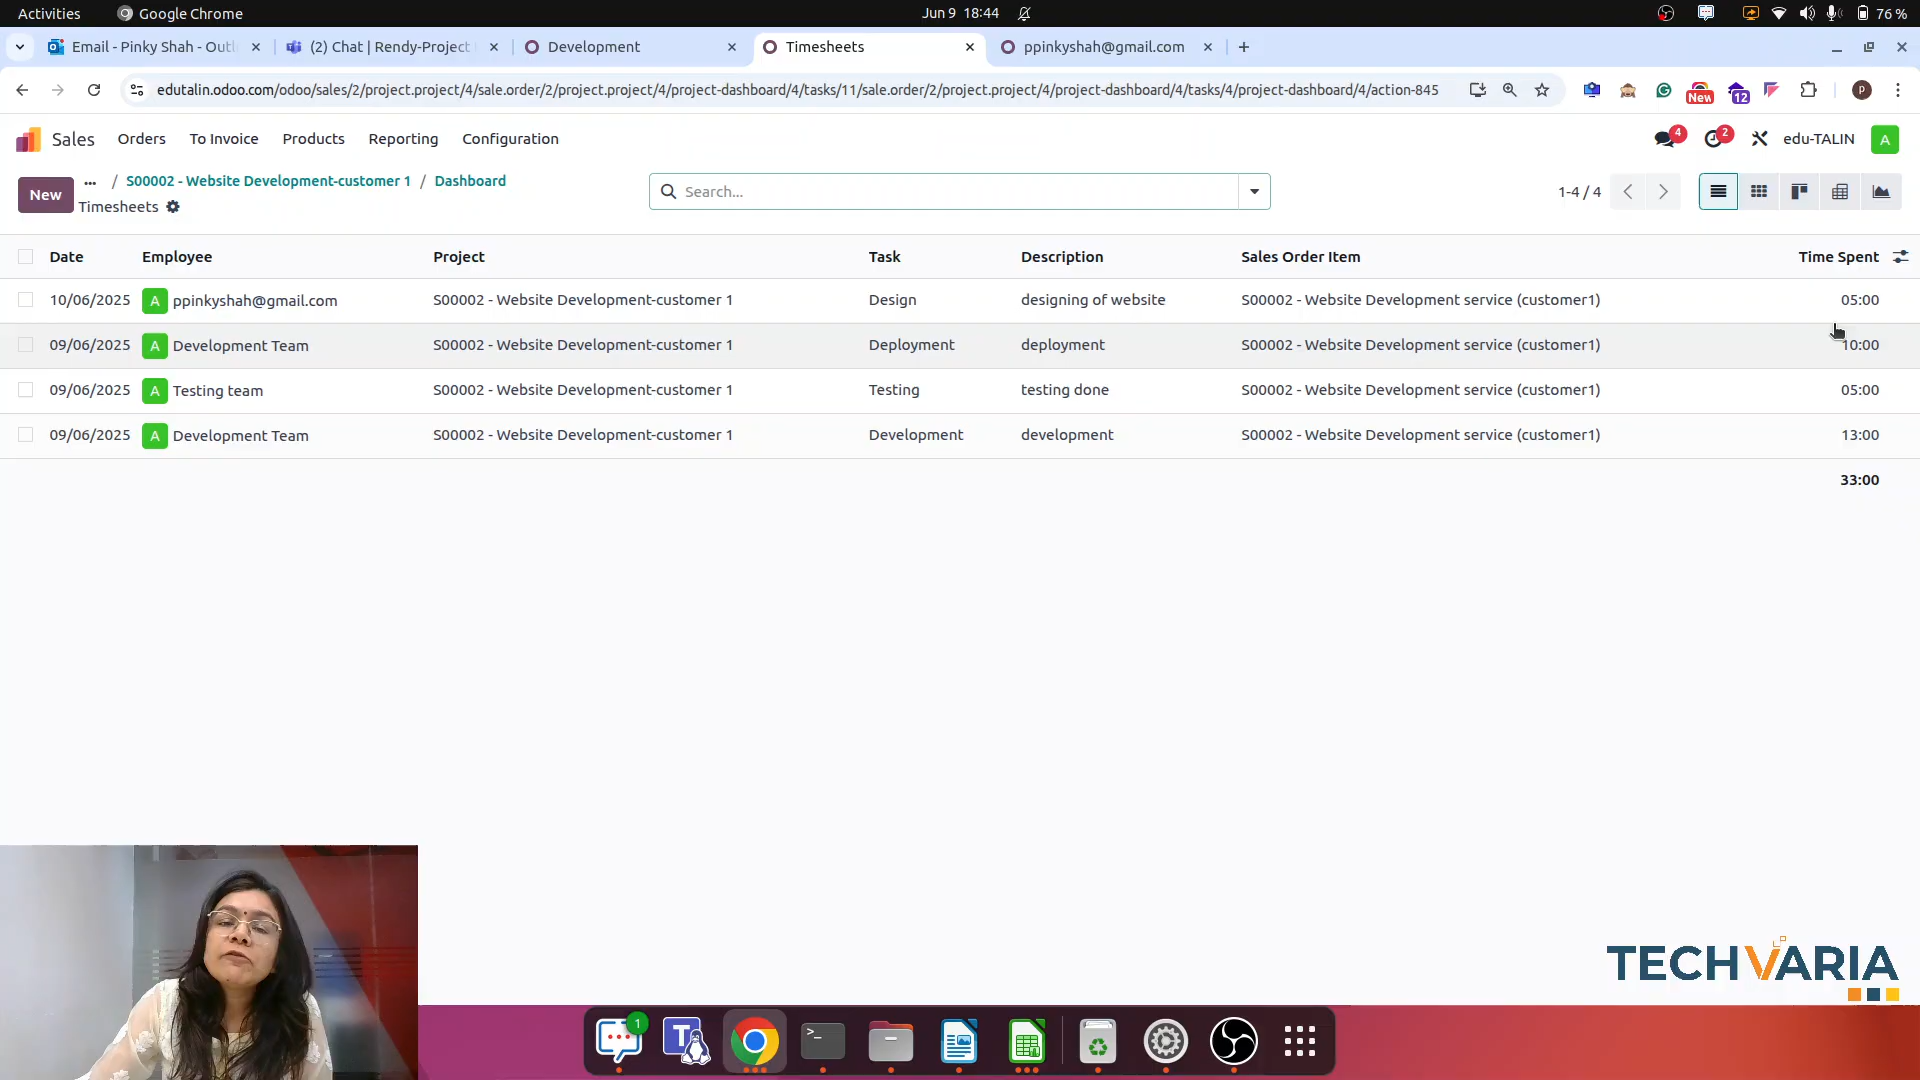 Activities Google Chrome Jun 9 18:44 76 %
Email - Pinky Shah - Outl (2) Chat | Rendy-Project Development Timesheets ppinkyshah@gmail.com
edutalin.odoo.com/odoo/sales/2/project.project/4/sale.order/2/project.project/4/project-dashboard/4/tasks/11/sale.order/2/project.project/4/project-dashboard/4/tasks/4/project-dashboard/4/action-845 New 12 p
Sales Orders To Invoice Products Reporting Configuration 4 2 edu-TALIN A
New ... / S00002 - Website Development-customer 1 / Dashboard
Timesheets
Search... 1-4 / 4
Date Employee Project Task Description Sales Order Item Time Spent
10/06/2025 A ppinkyshah@gmail.com S00002 - Website Development-customer 1 Design designing of website S00002 - Website Development service (customer1) 05:00
09/06/2025 A Development Team S00002 - Website Development-customer 1 Deployment deployment S00002 - Website Development service (customer1) 10:00
09/06/2025 A Testing team S00002 - Website Development-customer 1 Testing testing done S00002 - Website Development service (customer1) 05:00
09/06/2025 A Development Team S00002 - Website Development-customer 1 Development development S00002 - Website Development service (customer1) 13:00
33:00
TECHVARIA
1 T >_